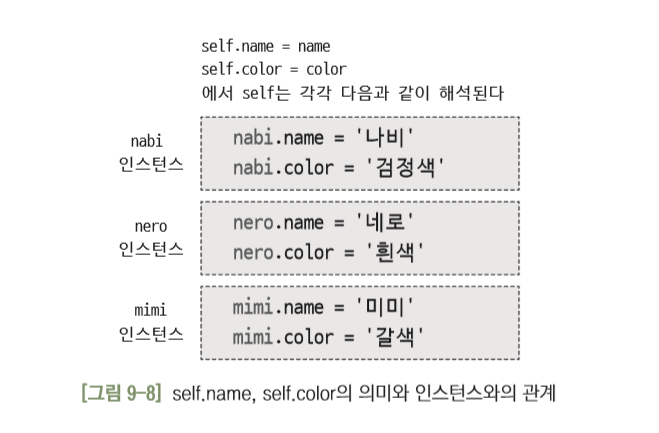 self.name = name
self.color = color
에서 self는 각각 다음과 같이 해석된다
nabi
인스턴스
nabi.name = '나비'
nabi.color = '검정색'
nero
인스턴스
nero.name = '네로'
nero.color = '흰색'
mimi
인스턴스
mimi.name = '미미'
mimi.color = '갈색'
[그림 9-8] self.name, self.color의 의미와 인스턴스와의 관계